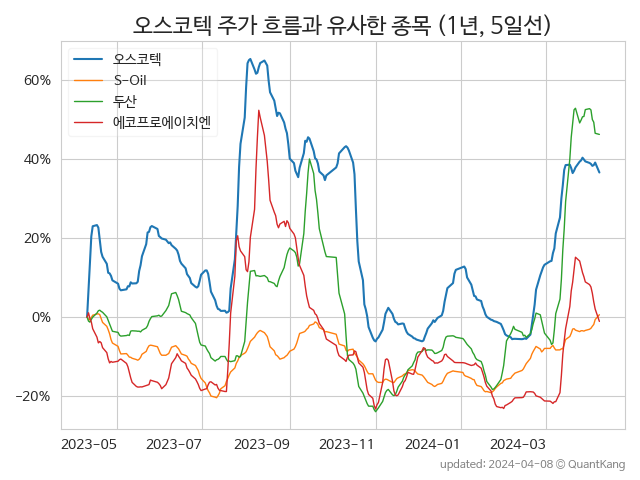 오스코텍 주가 흐름과 유사한 종목 (1년, 5일선)
오스코텍
S-Oil
두산
에코프로에이치엔
60%
40%
20%
0%
−20%
2023-05 2023-07 2023-09 2023-11 2024-01 2024-03
updated: 2024-04-08 © QuantKang